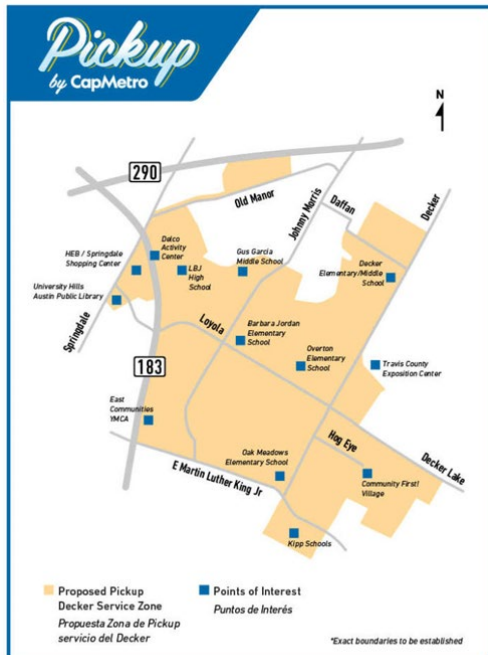 Pickup
by CapMetro
N
290
Old Manor
Johnny Morris
Daffan
Decker
Delco
Activity
Center
HEB / Springdale
Shopping Center
LBJ
High
School
Gus Garcia
Middle School
Decker
Elementary/Middle
School
University Hills
Austin Public Library
Springdale
Loyola
Barbara Jordan
Elementary
School
Overton
Elementary
School
183
Travis County
Exposition Center
East
Communities
YMCA
Hog Eye
Decker Lake
Oak Meadows
Elementary School
E Martin Luther King Jr
Community First!
Village
Kipp Schools
Proposed Pickup
Decker Service Zone
Propuesta Zona de Pickup
servicio del Decker
Points of Interest
Puntos de Interés
*Exact boundaries to be established